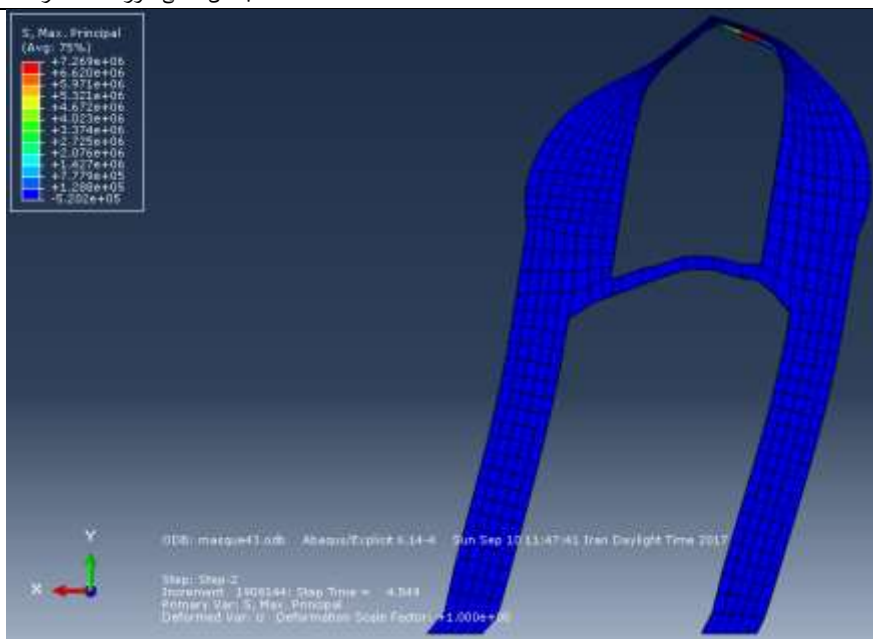 S, Max. Principal
(Avg: 75%)
+7.269e+06
+6.620e+06
+5.971e+06
+5.321e+06
+4.672e+06
+4.023e+06
+3.374e+06
+2.725e+06
+2.076e+06
+1.427e+06
+7.779e+05
+1.288e+05
-5.202e+05
Y
X
ODB: masque43.odb Abaqus/Explicit 6.14-4 Sun Sep 10 11:47:41 Iran Daylight Time 2017
Step: Step-2
Increment 1906144: Step Time = 4.544
Primary Var: S, Max. Principal
Deformed Var: U Deformation Scale Factor: +1.000e+00